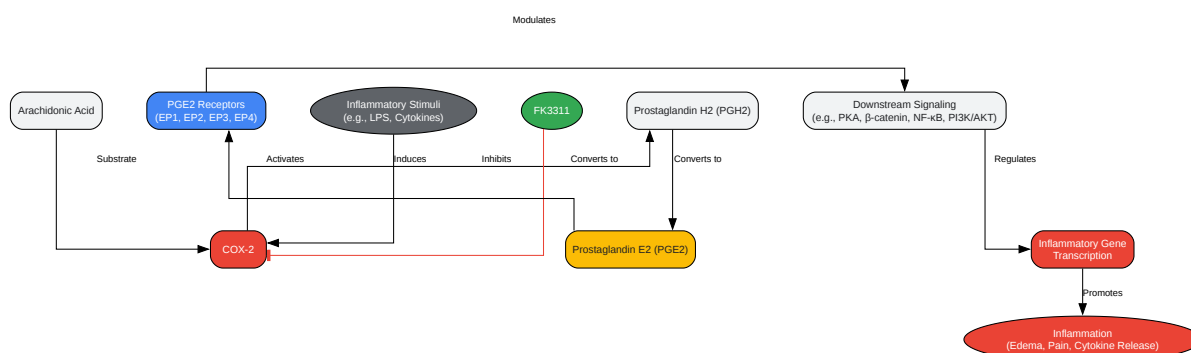 Modulates
Arachidonic Acid
PGE2 Receptors
(EP1, EP2, EP3, EP4)
Inflammatory Stimuli
(e.g., LPS, Cytokines)
FK3311
Prostaglandin H2 (PGH2)
Downstream Signaling
(e.g., PKA, β-catenin, NF-κB, PI3K/AKT)
Substrate
Activates
Induces
Inhibits
Converts to
Converts to
Regulates
COX-2
Prostaglandin E2 (PGE2)
Inflammatory Gene
Transcription
Promotes
Inflammation
(Edema, Pain, Cytokine Release)